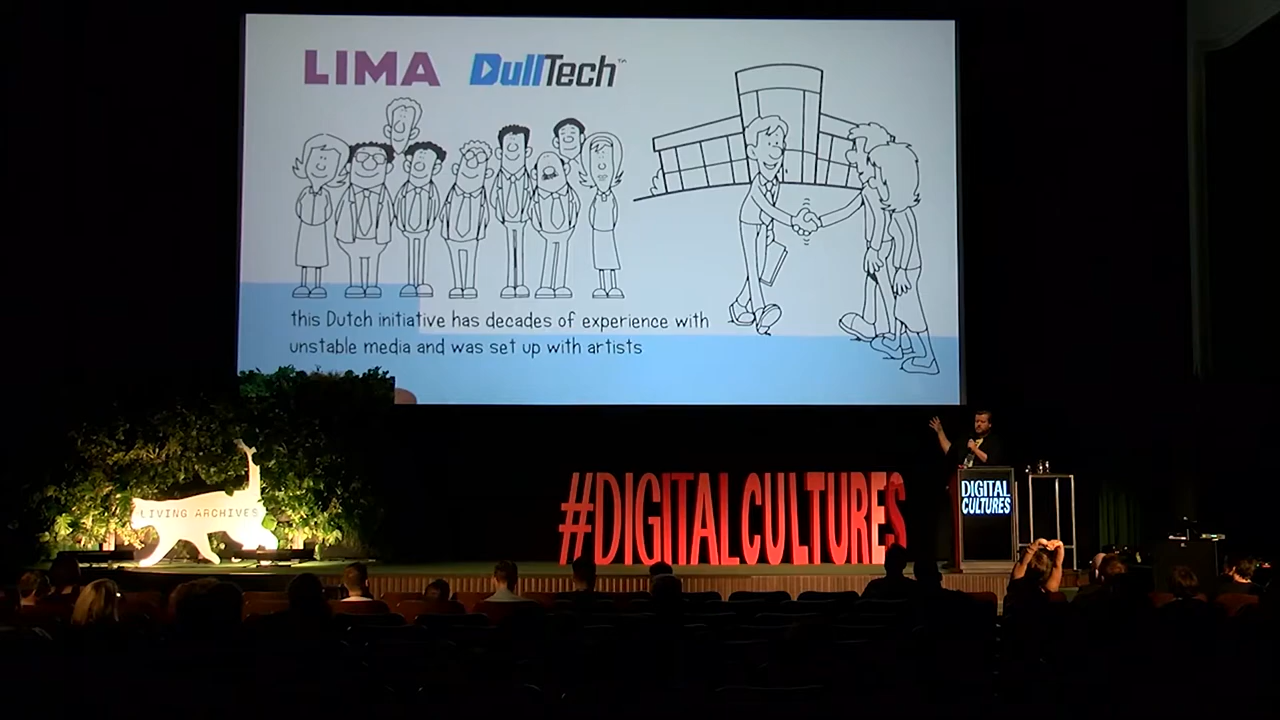 LIMA DullTech™
this Dutch initiative has decades of experience with
unstable media and was set up with artists
LIVING ARCHIVES
#DIGITALCULTURES
DIGITAL
CULTURES